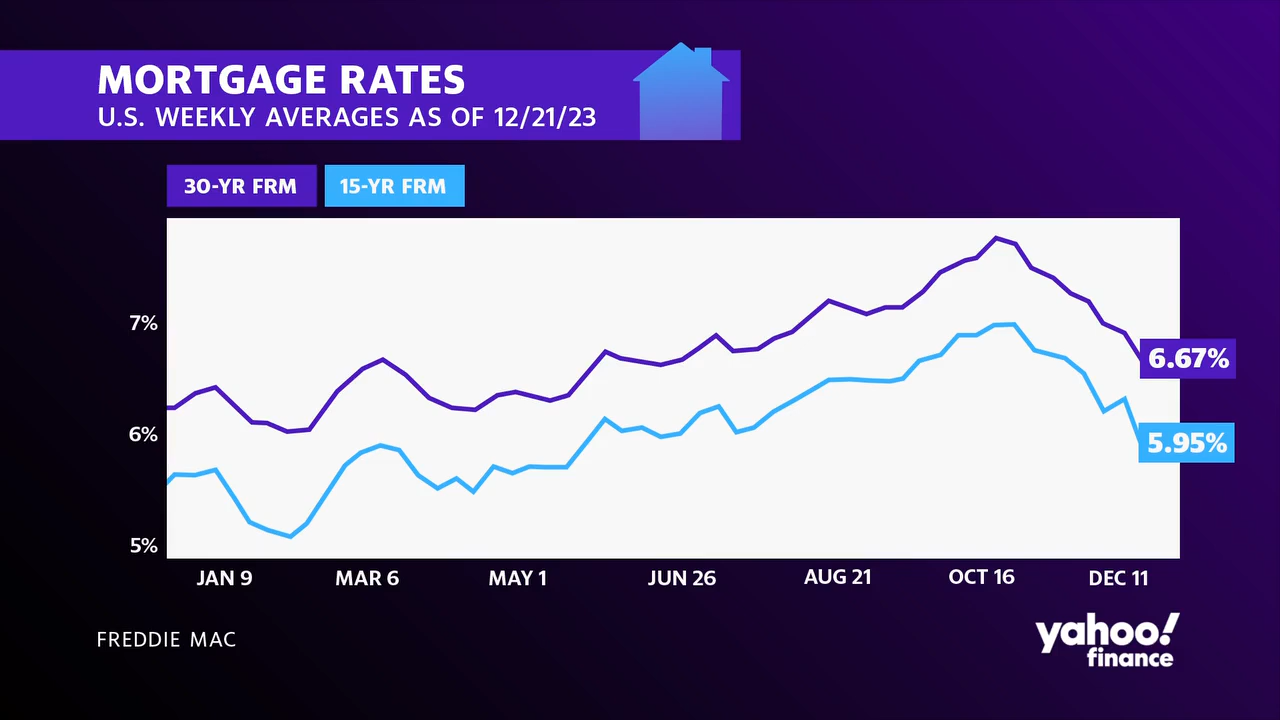 MORTGAGE RATES
U.S. WEEKLY AVERAGES AS OF 12/21/23
30-YR FRM 15-YR FRM
7%
6.67%
6%
5.95%
5%
JAN 9 MAR 6 MAY 1 JUN 26 AUG 21 OCT 16 DEC 11
FREDDIE MAC
yahoo!
finance